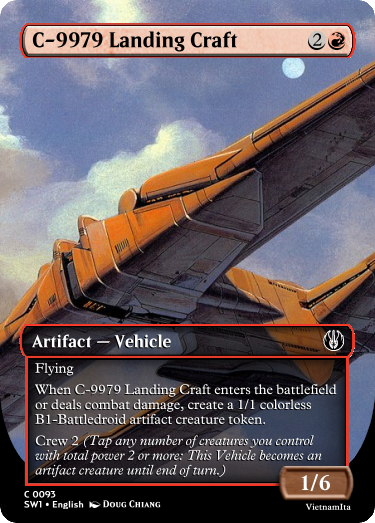 C-9979 Landing Craft 2
Artifact — Vehicle
Flying
When C-9979 Landing Craft enters the battlefield
or deals combat damage, create a 1/1 colorless
B1-Battledroid artifact creature token.
Crew 2 (Tap any number of creatures you control
with total power 2 or more: This Vehicle becomes an
artifact creature until end of turn.)
1/6
C 0093
SW1 • English Doug Chiang
VietnamIta